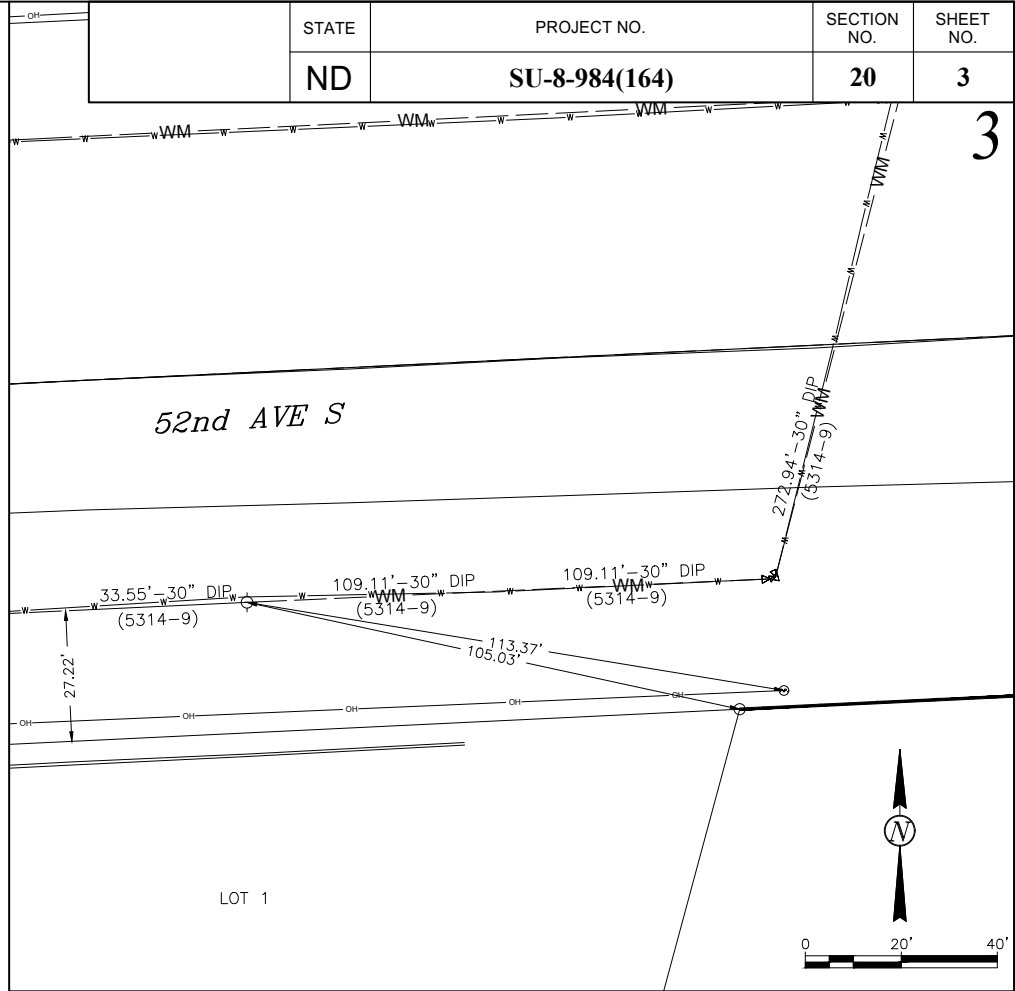 OH
STATE PROJECT NO. SECTION NO. SHEET NO.
ND SU-8-984(164) 20 3
3
W W WM W W W WM W W W WM W W W
W WM W W W
52nd AVE S
272.94'-30" DIP WM
(5314-9)
W W W
33.55'-30" DIP 109.11'-30" DIP 109.11'-30" DIP
W W W W W W WM W W W WM W W
(5314-9) (5314-9) (5314-9)
27.22'
113.37'
105.03'
OH OH OH OH OH
LOT 1
N
0 20' 40'